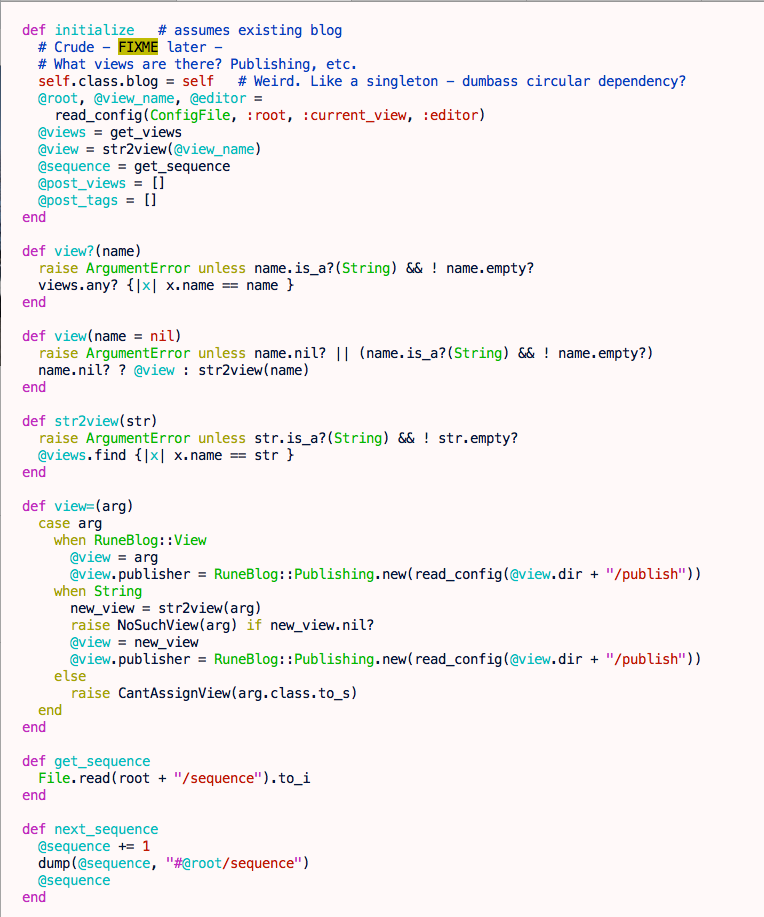 def initialize   # assumes existing blog
  # Crude – FIXME later –
  # What views are there? Publishing, etc.
  self.class.blog = self   # Weird. Like a singleton – dumbass circular dependency?
  @root, @view_name, @editor =
    read_config(ConfigFile, :root, :current_view, :editor)
  @views = get_views
  @view = str2view(@view_name)
  @sequence = get_sequence
  @post_views = []
  @post_tags = []
end

def view?(name)
  raise ArgumentError unless name.is_a?(String) && ! name.empty?
  views.any? {|x| x.name == name }
end

def view(name = nil)
  raise ArgumentError unless name.nil? || (name.is_a?(String) && ! name.empty?)
  name.nil? ? @view : str2view(name)
end

def str2view(str)
  raise ArgumentError unless str.is_a?(String) && ! str.empty?
  @views.find {|x| x.name == str }
end

def view=(arg)
  case arg
    when RuneBlog::View
      @view = arg
      @view.publisher = RuneBlog::Publishing.new(read_config(@view.dir + "/publish"))
    when String
      new_view = str2view(arg)
      raise NoSuchView(arg) if new_view.nil?
      @view = new_view
      @view.publisher = RuneBlog::Publishing.new(read_config(@view.dir + "/publish"))
    else
      raise CantAssignView(arg.class.to_s)
  end
end

def get_sequence
  File.read(root + "/sequence").to_i
end

def next_sequence
  @sequence += 1
  dump(@sequence, "#@root/sequence")
  @sequence
end